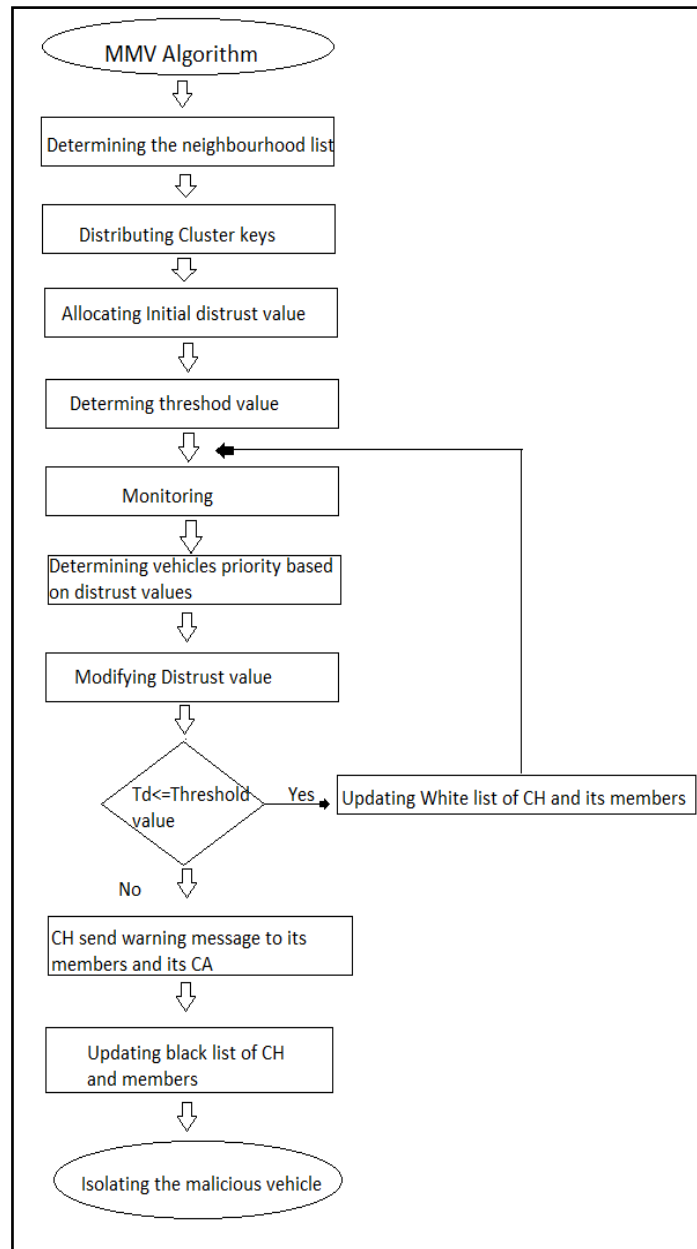 MMV Algorithm
Determining the neighbourhood list
Distributing Cluster keys
Allocating Initial distrust value
Determing threshod value
Monitoring
Determining vehicles priority based
on distrust values
Modifying Distrust value
Td<=Threshold
value
Yes
Updating White list of CH and its members
No
CH send warning message to its
members and its CA
Updating black list of CH
and members
Isolating the malicious vehicle